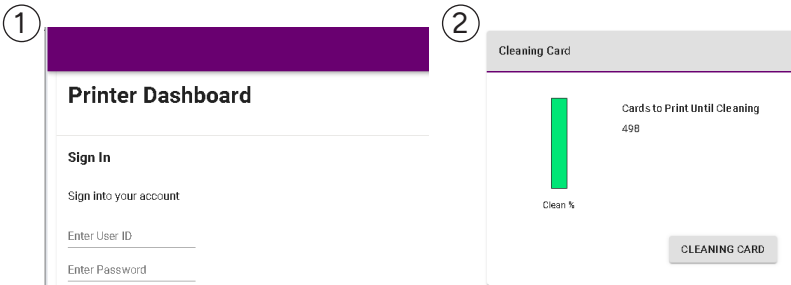 1
Printer Dashboard
Sign In
Sign into your account
Enter User ID
Enter Password
2
Cleaning Card
Cards to Print Until Cleaning
498
Clean %
CLEANING CARD